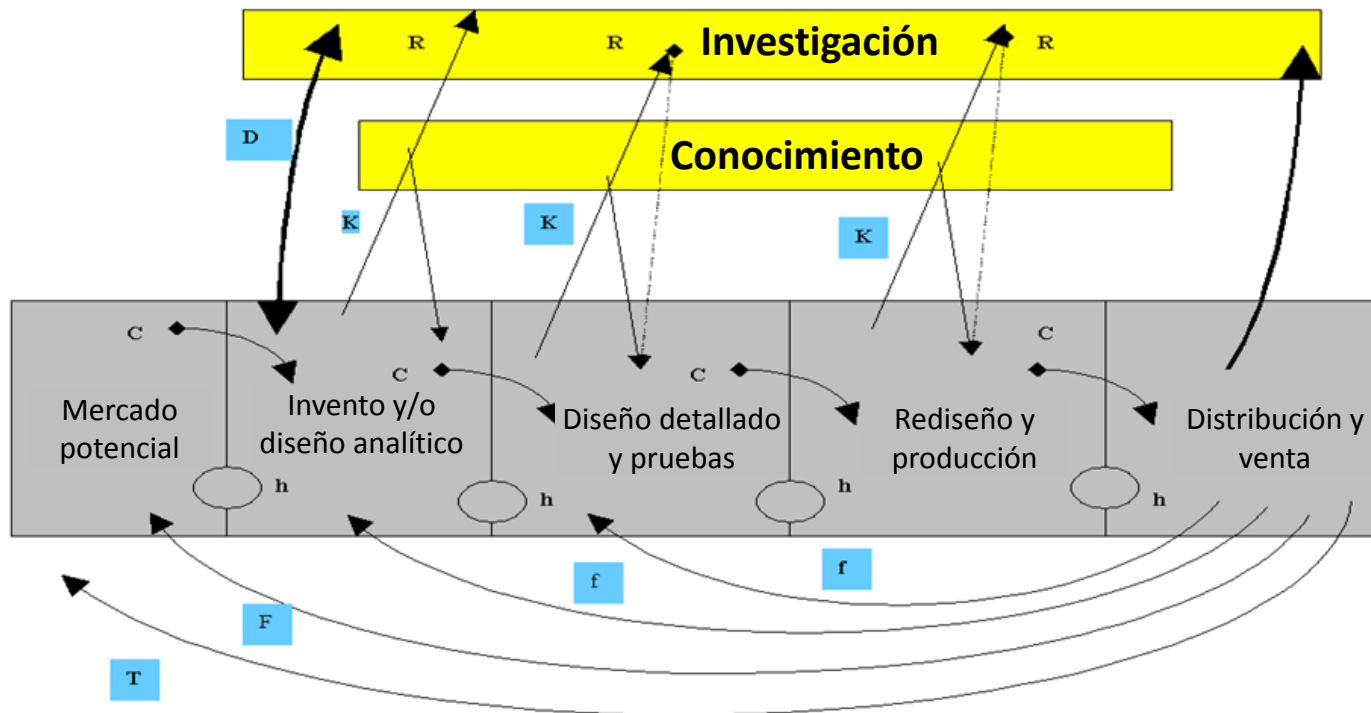 R R Investigación R
D
Conocimiento
K K K
C C C C
Mercado
potencial
Invento y/o
diseño analítico
Diseño detallado
y pruebas
Rediseño y
producción
Distribución y
venta
h h h h
f f
F
T